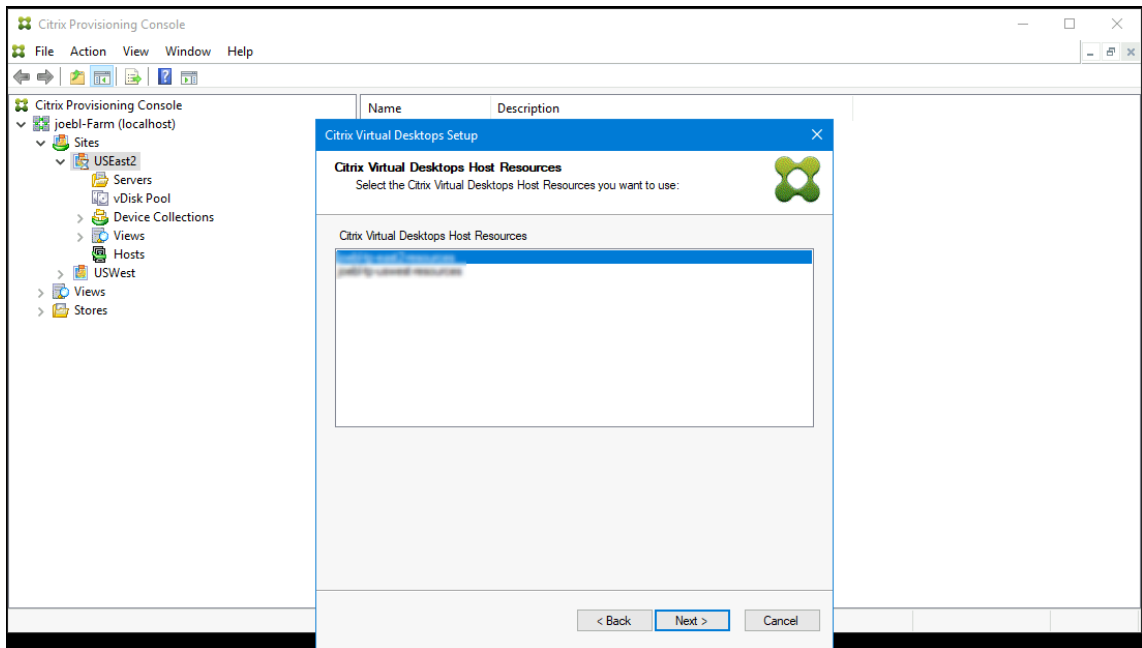 Citrix Provisioning Console
File Action View Window Help
Citrix Provisioning Console
joebl-Farm (localhost)
Sites
USEast2
Servers
vDisk Pool
Device Collections
Views
Hosts
USWest
Views
Stores
Name Description
Citrix Virtual Desktops Setup
Citrix Virtual Desktops Host Resources
Select the Citrix Virtual Desktops Host Resources you want to use:
Citrix Virtual Desktops Host Resources
< Back Next > Cancel